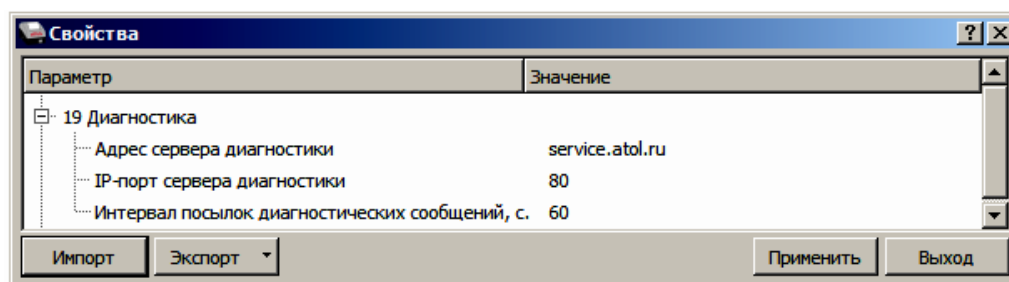 Свойства
Параметр Значение
19 Диагностика
Адрес сервера диагностики service.atol.ru
IP-порт сервера диагностики 80
Интервал посылок диагностических сообщений, с. 60
Импорт Экспорт Применить Выход